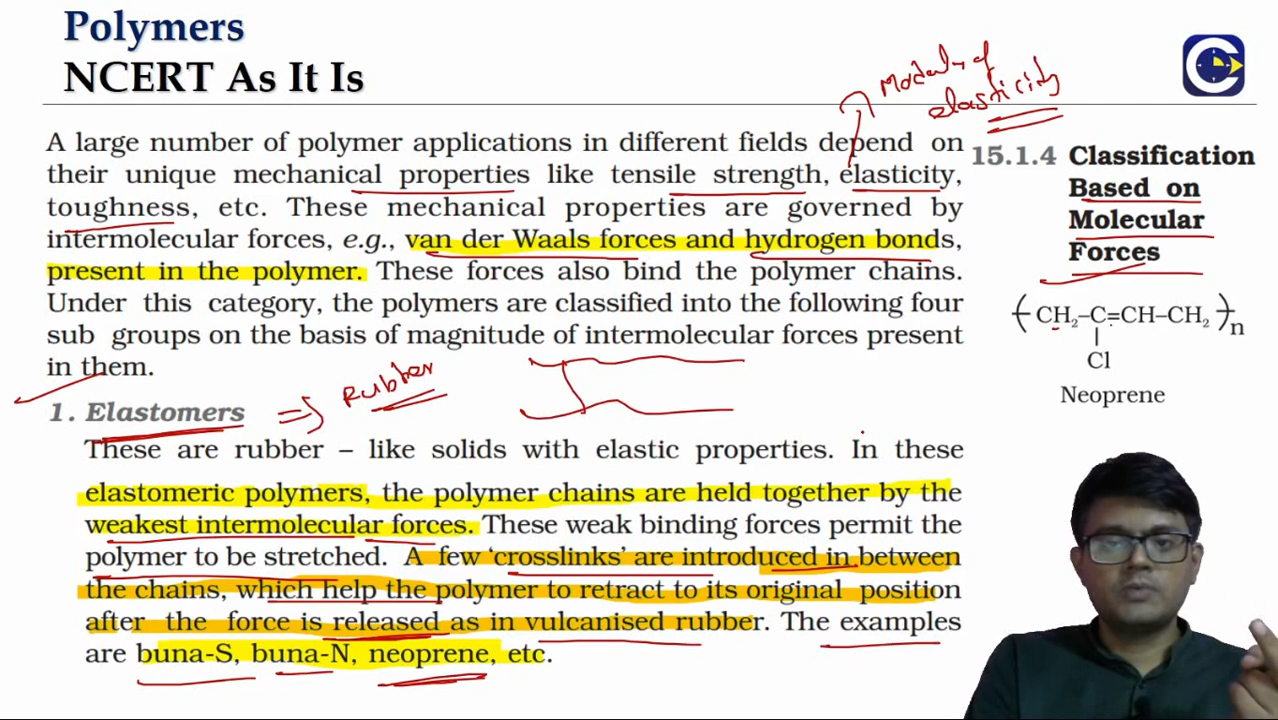 Polymers
NCERT As It Is
Modulus of
elasticity
A large number of polymer applications in different fields depend on
their unique mechanical properties like tensile strength, elasticity,
toughness, etc. These mechanical properties are governed by
intermolecular forces, e.g., van der Waals forces and hydrogen bonds,
present in the polymer. These forces also bind the polymer chains.
Under this category, the polymers are classified into the following four
sub groups on the basis of magnitude of intermolecular forces present
in them.
1. Elastomers
⇒ Rubber
These are rubber – like solids with elastic properties. In these
elastomeric polymers, the polymer chains are held together by the
weakest intermolecular forces. These weak binding forces permit the
polymer to be stretched. A few ‘crosslinks’ are introduced in between
the chains, which help the polymer to retract to its original position
after the force is released as in vulcanised rubber. The examples
are buna-S, buna-N, neoprene, etc.
15.1.4 Classification
Based on
Molecular
Forces
( CH₂–C=CH–CH₂ )n
Cl
Neoprene